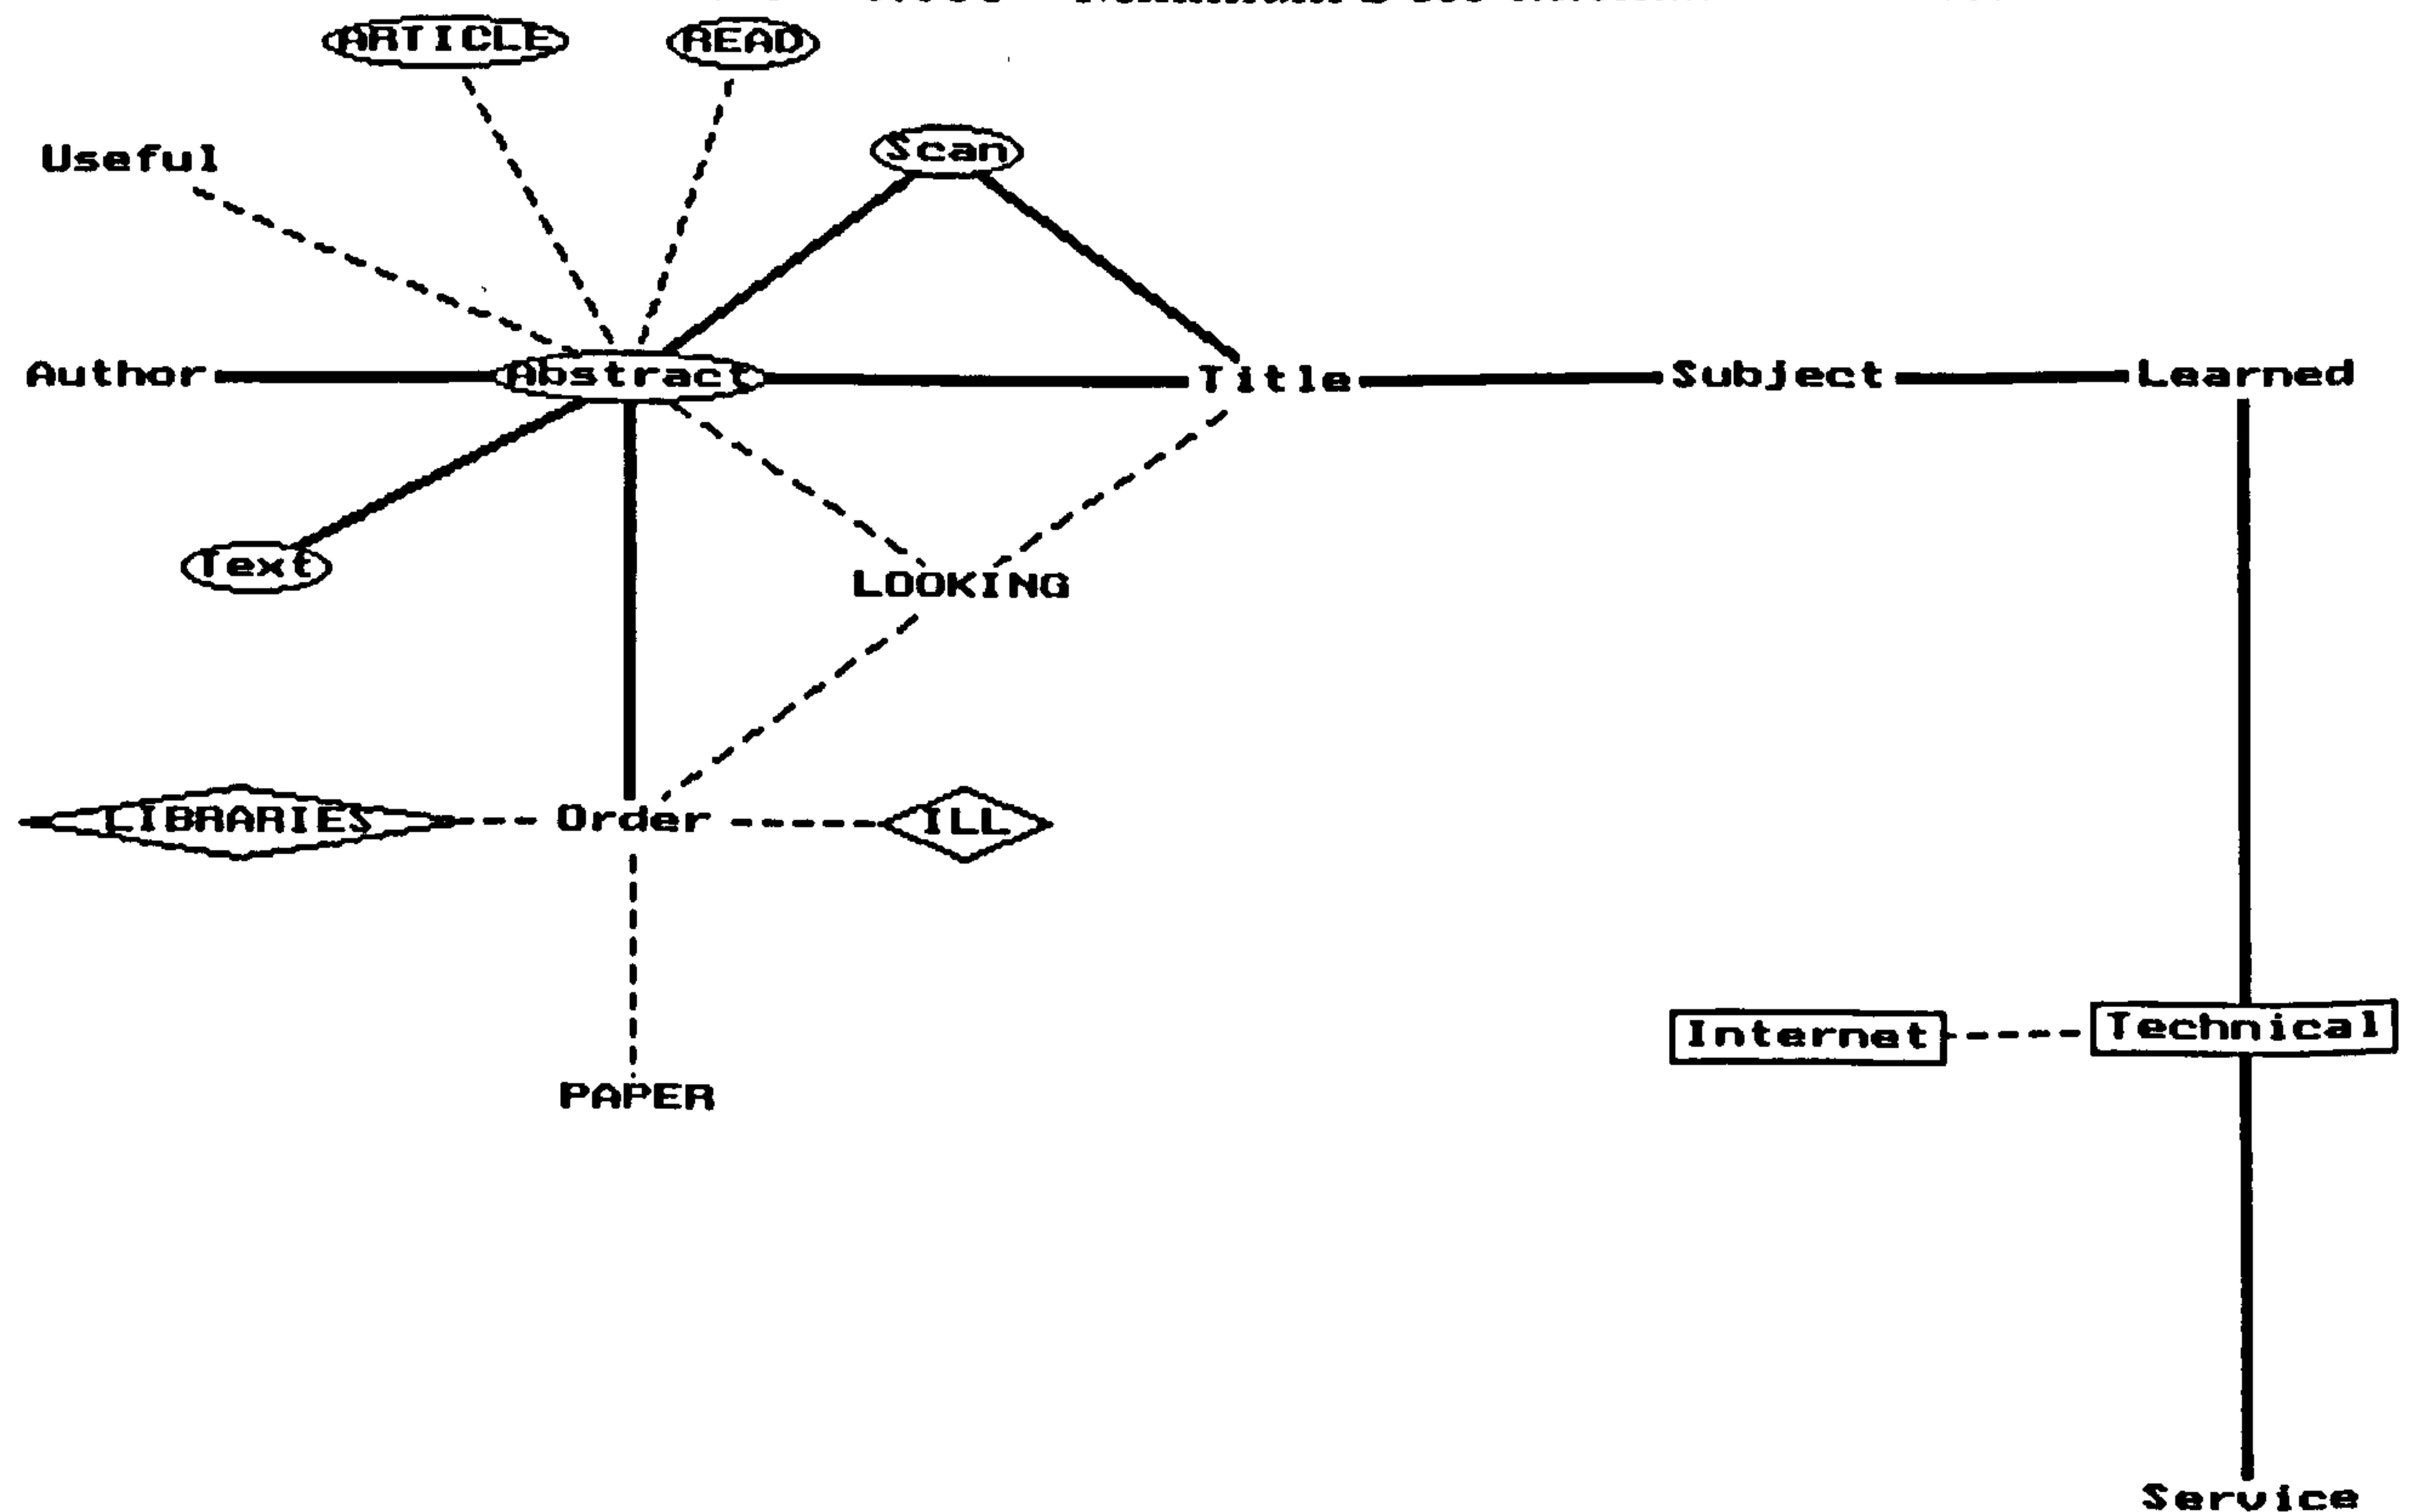 ARTICLE
READ
Scan
Useful
Author
Abstract
Title
Subject
Learned
Text
LOOKING
LIBRARIES
Order
ILL
Internet
Technical
PAPER
Service